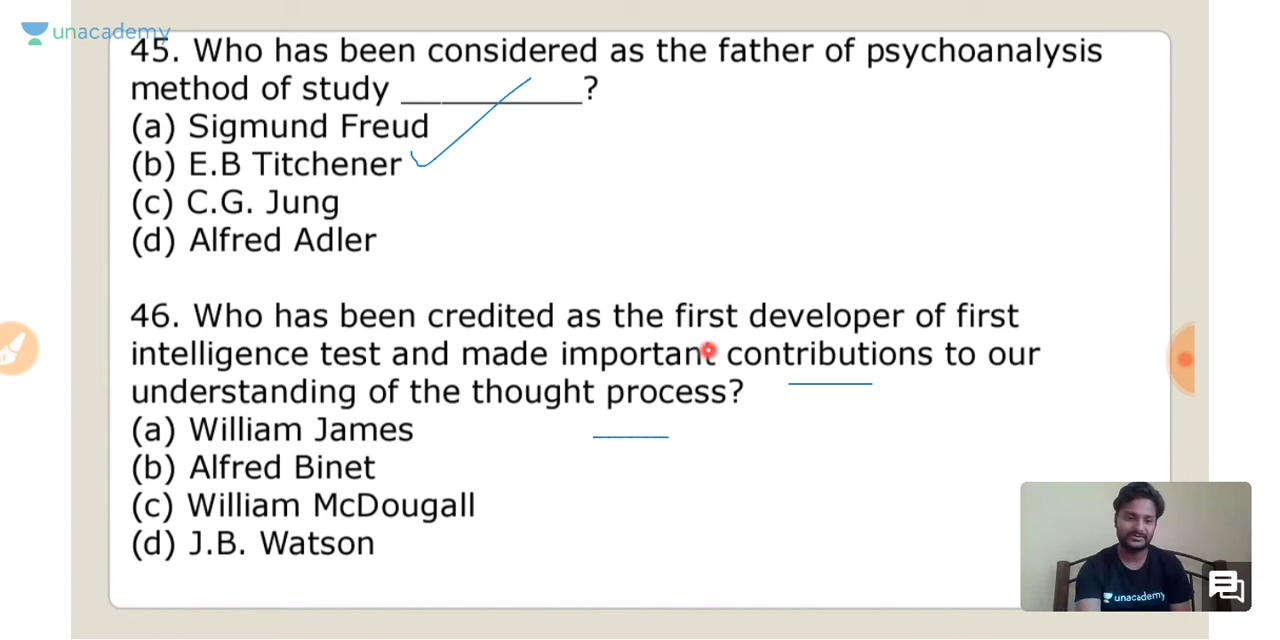 unacademy
45. Who has been considered as the father of psychoanalysis
method of study _________?
(a) Sigmund Freud
(b) E.B Titchener
(c) C.G. Jung
(d) Alfred Adler
46. Who has been credited as the first developer of first
intelligence test and made important contributions to our
understanding of the thought process?
(a) William James
(b) Alfred Binet
(c) William McDougall
(d) J.B. Watson
unacademy